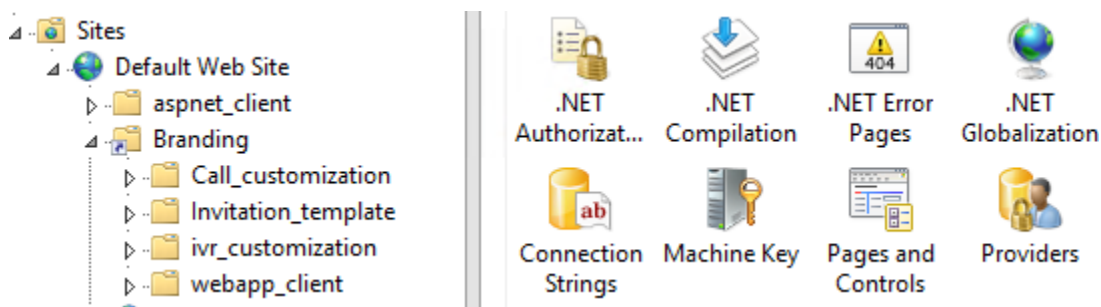 Sites
Default Web Site
aspnet_client
Branding
Call_customization
Invitation_template
ivr_customization
webapp_client
.NET
Authorizat...
.NET
Compilation
404
.NET Error
Pages
.NET
Globalization
ab
Connection
Strings
Machine Key
Pages and
Controls
Providers